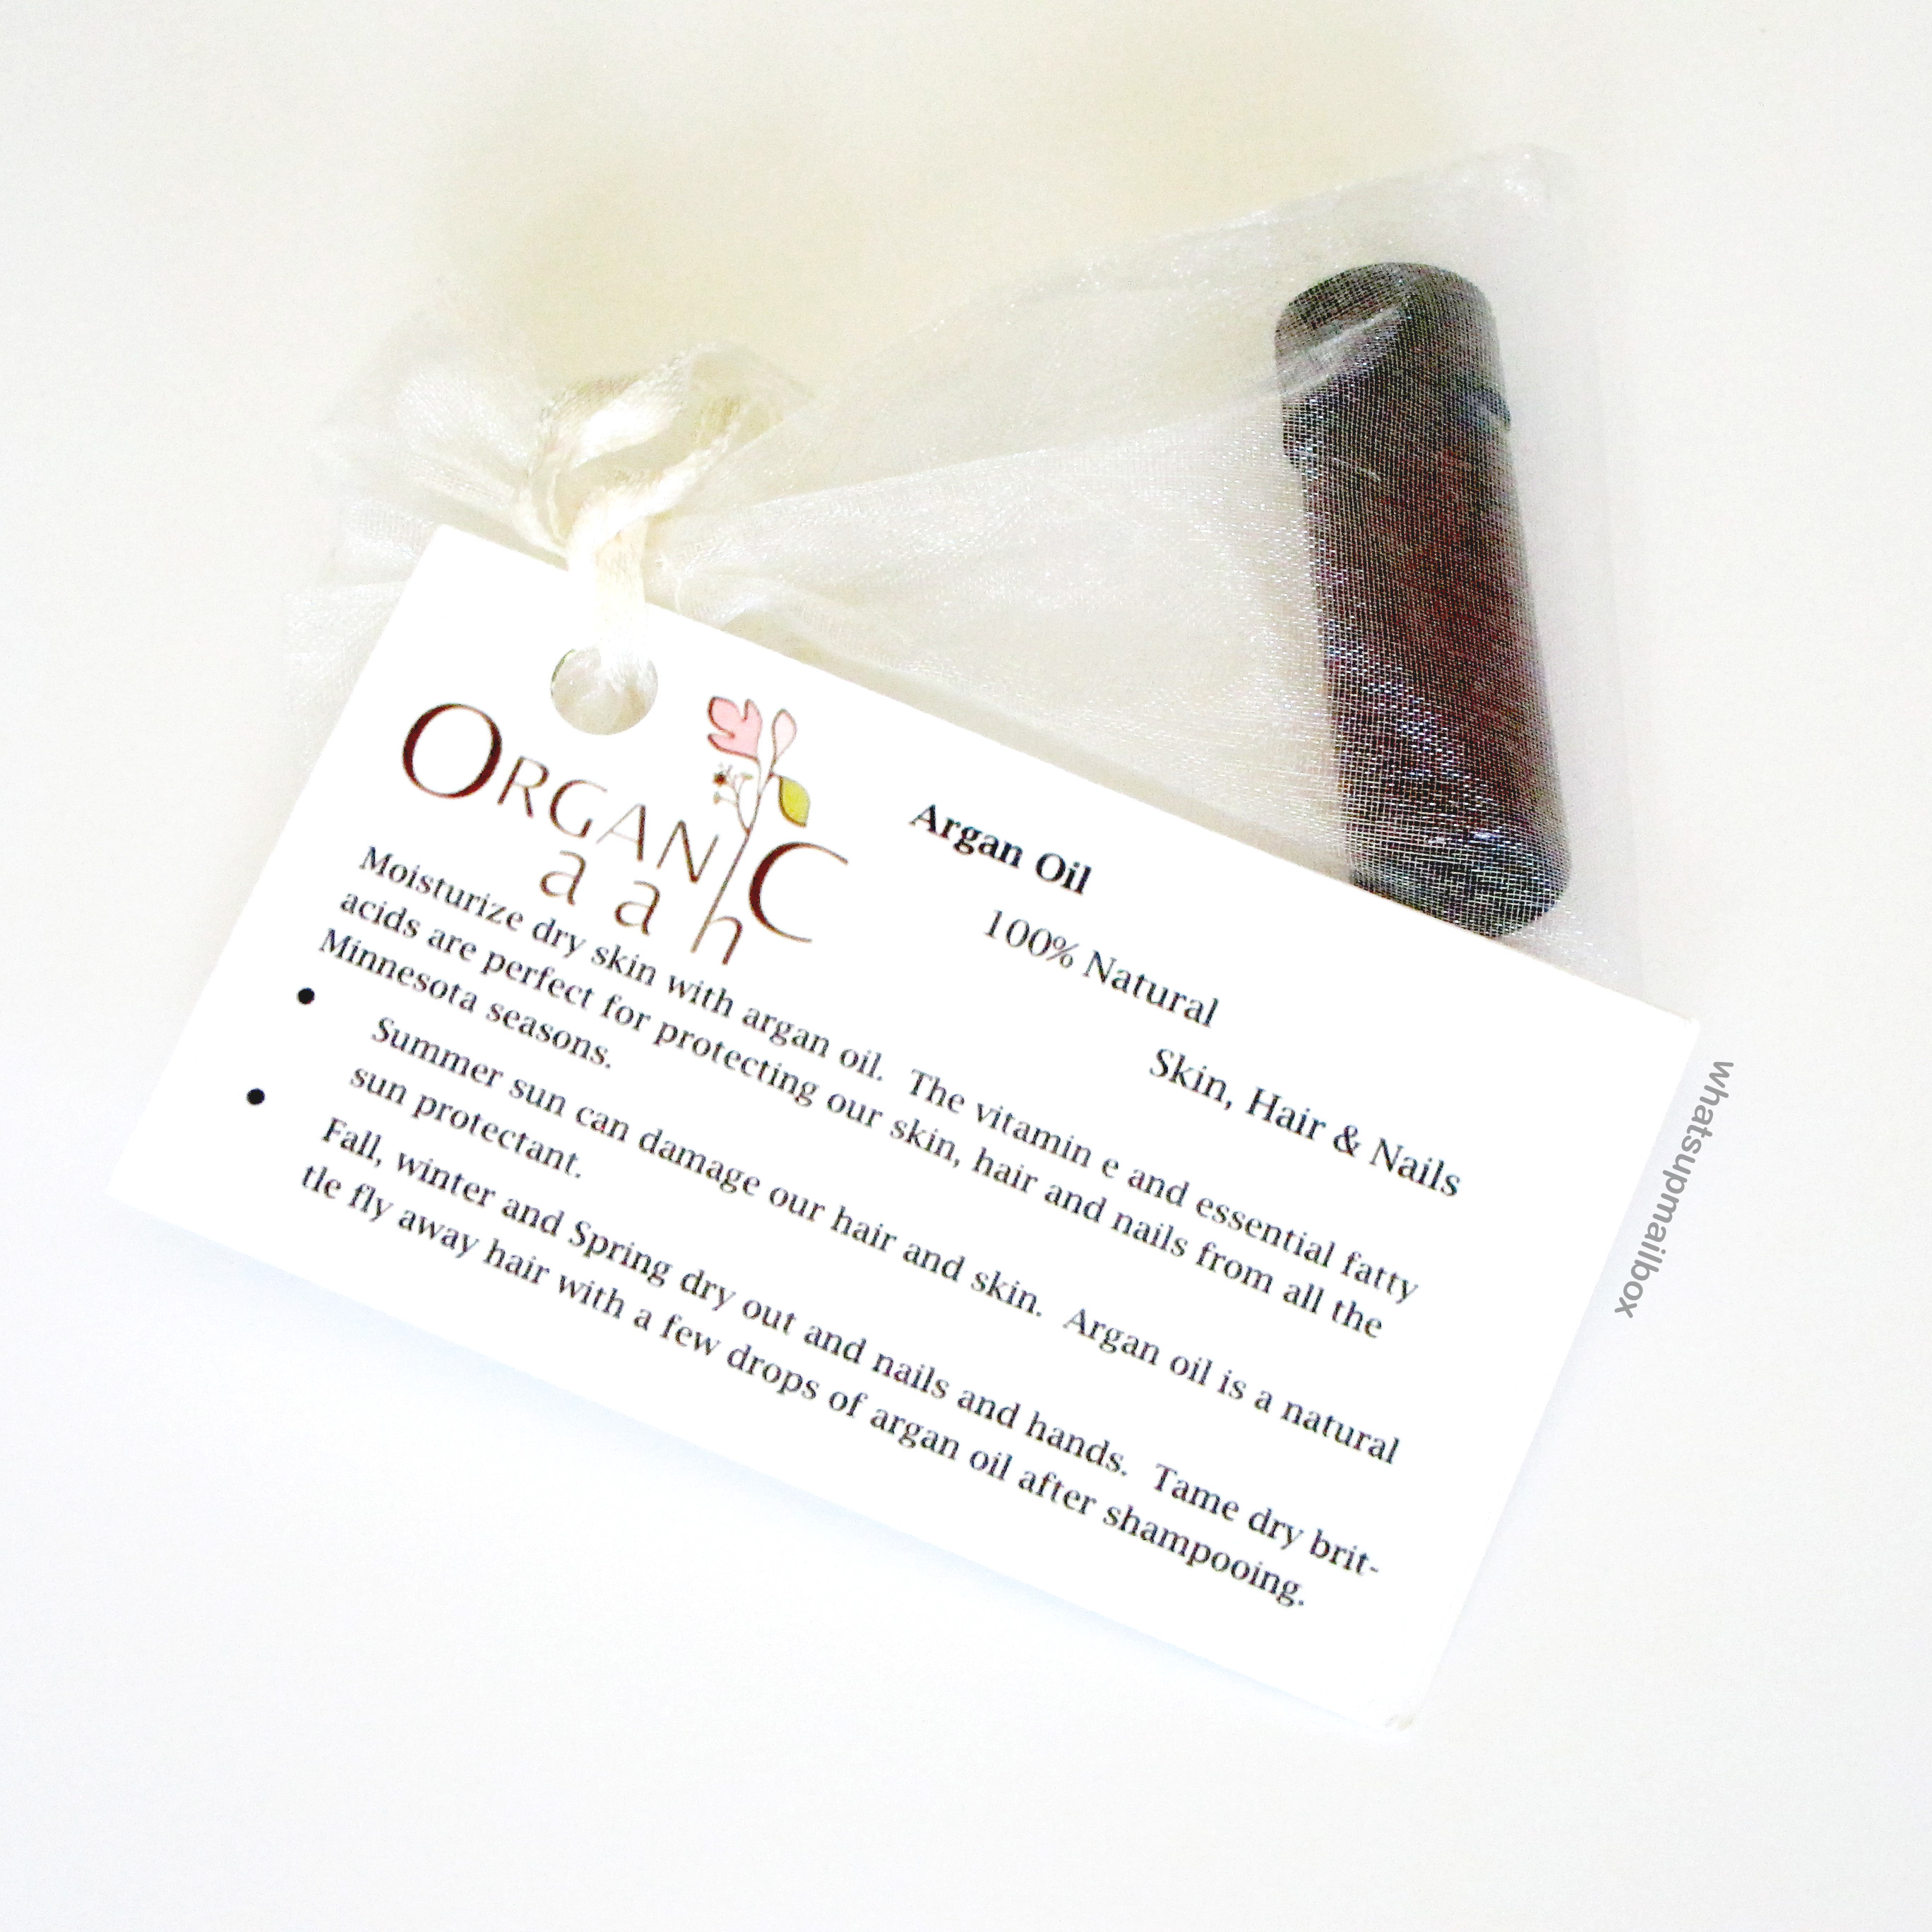 ORGANIC
aah
Argan Oil
100% Natural
Skin, Hair & Nails
Moisturize dry skin with argan oil. The vitamin e and essential fatty
acids are perfect for protecting our skin, hair and nails from all the
Minnesota seasons.
• Summer sun can damage our hair and skin. Argan oil is a natural
sun protectant.
• Fall, winter and Spring dry out and nails and hands. Tame dry brit-
tle fly away hair with a few drops of argan oil after shampooing.
whatsupmailbox